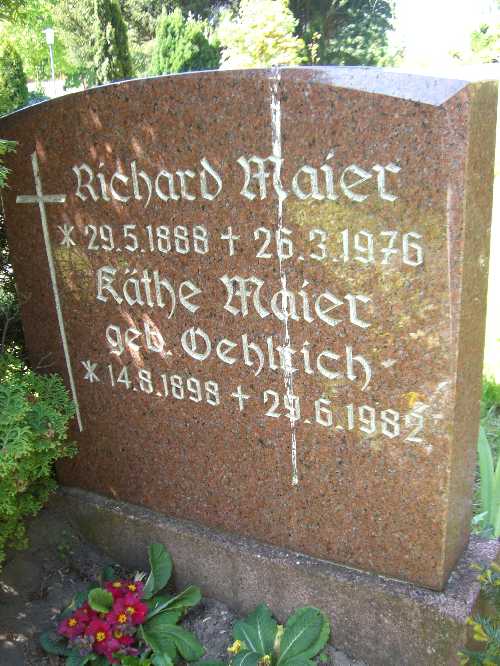 Richard Maier
* 29.5.1888 † 26.3.1976
Käthe Maier
geb. Oehlrich
* 14.8.1898 † 29.6.1982